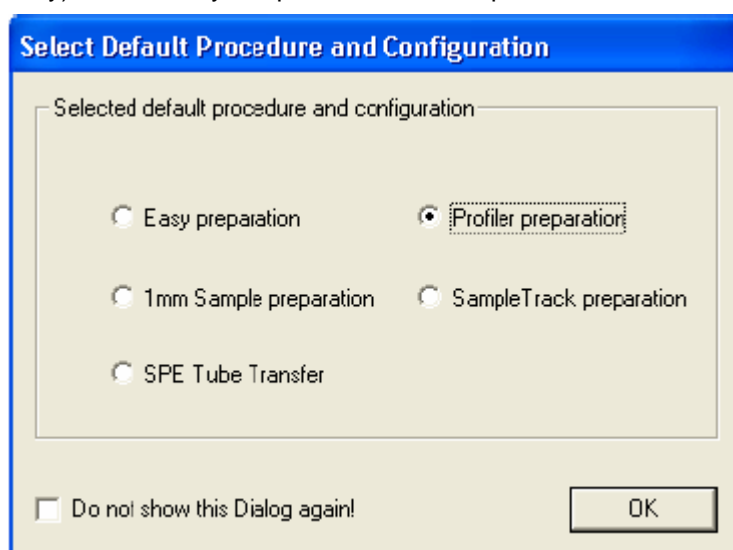 Select Default Procedure and Configuration
Selected default procedure and configuration
Easy preparation
Profiler preparation
1mm Sample preparation
SampleTrack preparation
SPE Tube Transfer
Do not show this Dialog again!
OK